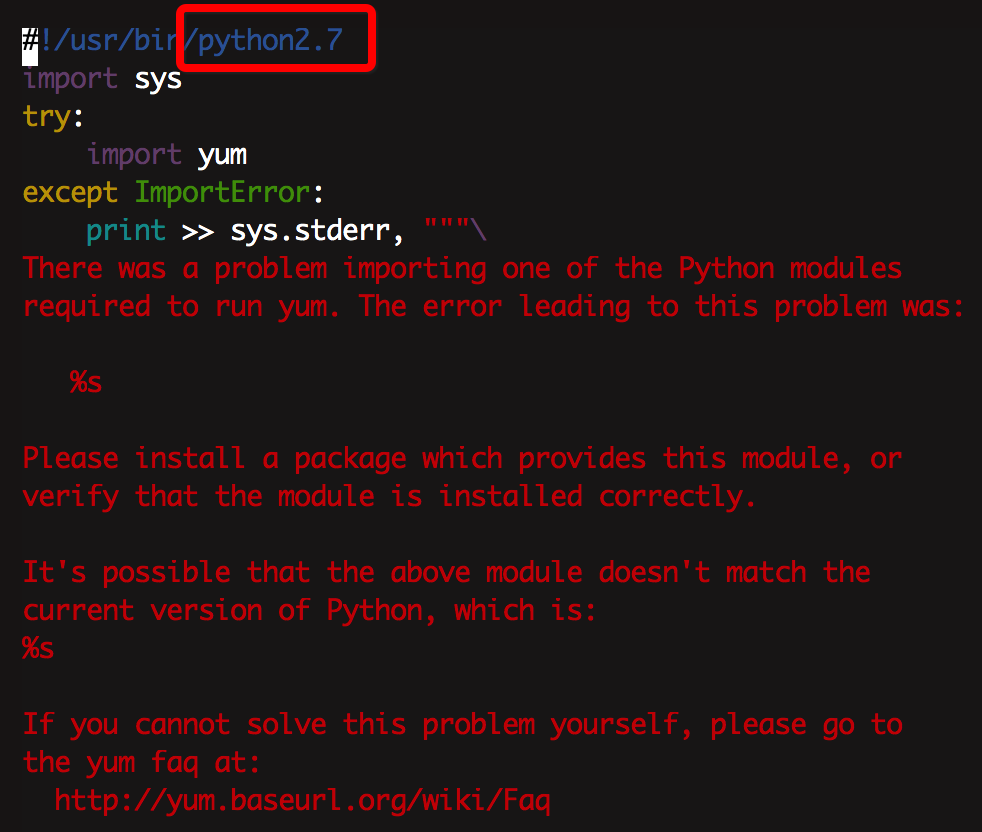 #!/usr/bin/python2.7
import sys
try:
    import yum
except ImportError:
    print >> sys.stderr, """\
There was a problem importing one of the Python modules
required to run yum. The error leading to this problem was:

   %s

Please install a package which provides this module, or
verify that the module is installed correctly.

It's possible that the above module doesn't match the
current version of Python, which is:
%s

If you cannot solve this problem yourself, please go to
the yum faq at:
  http://yum.baseurl.org/wiki/Faq